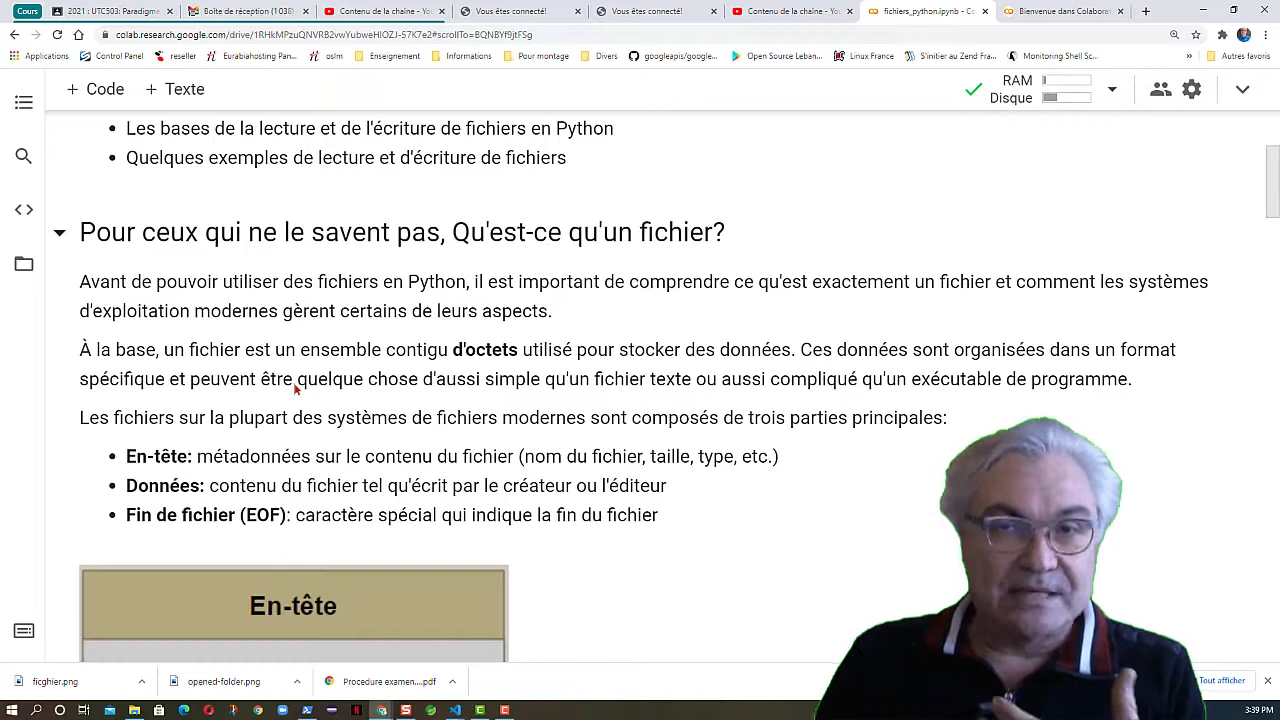 Cours
2021 : UTC503: Paradigme
Boîte de réception (1038)
Contenu de la chaîne - You
Vous êtes connecté!
Vous êtes connecté!
Contenu de la chaîne - You
fichiers_python.ipynb - Co
Bienvenue dans Colaborat
colab.research.google.com/drive/1RHkMPzuQNVRB2vwYubweHIOZJ-57K7e2#scrollTo=BQNBYf9jtFSg
Applications
Control Panel
reseller
Eurabiahosting Pan...
oslm
Enseignement
Informations
Pour montage
Divers
googleapis/google...
Open Source Leban...
Linux France
S'initier au Zend Fra...
Monitoring Shell Sc...
»
Autres favoris
+ Code
+ Texte
RAM
Disque
• Les bases de la lecture et de l'écriture de fichiers en Python
• Quelques exemples de lecture et d'écriture de fichiers
Pour ceux qui ne le savent pas, Qu'est-ce qu'un fichier?
Avant de pouvoir utiliser des fichiers en Python, il est important de comprendre ce qu'est exactement un fichier et comment les systèmes
d'exploitation modernes gèrent certains de leurs aspects.
À la base, un fichier est un ensemble contigu d'octets utilisé pour stocker des données. Ces données sont organisées dans un format
spécifique et peuvent être quelque chose d'aussi simple qu'un fichier texte ou aussi compliqué qu'un exécutable de programme.
Les fichiers sur la plupart des systèmes de fichiers modernes sont composés de trois parties principales:
• En-tête: métadonnées sur le contenu du fichier (nom du fichier, taille, type, etc.)
• Données: contenu du fichier tel qu'écrit par le créateur ou l'éditeur
• Fin de fichier (EOF): caractère spécial qui indique la fin du fichier
En-tête
ficghier.png
opened-folder.png
Procedure examen....pdf
Tout afficher
3:39 PM